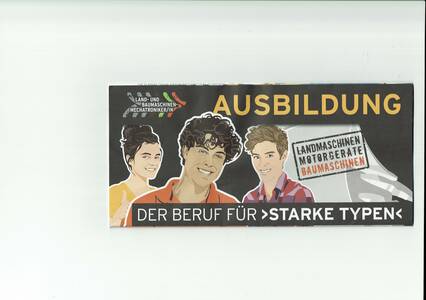 LAND- UND
BAUMASCHINEN-
MECHATRONIKER/IN
AUSBILDUNG
LANDMASCHINEN
MOTORGERÄTE
BAUMASCHINEN
DER BERUF FÜR >STARKE TYPEN<